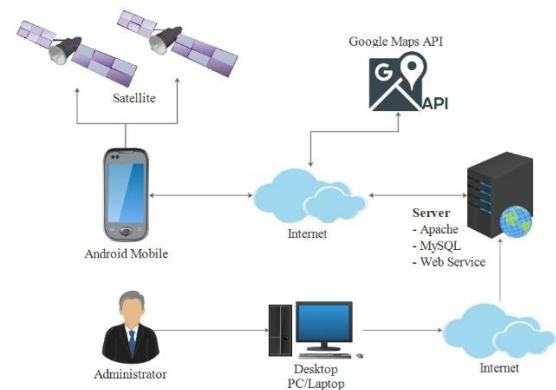 Google Maps API
G
API
Satellite
Android Mobile
Internet
Server
- Apache
- MySQL
- Web Service
Administrator
Desktop
PC/Laptop
Internet